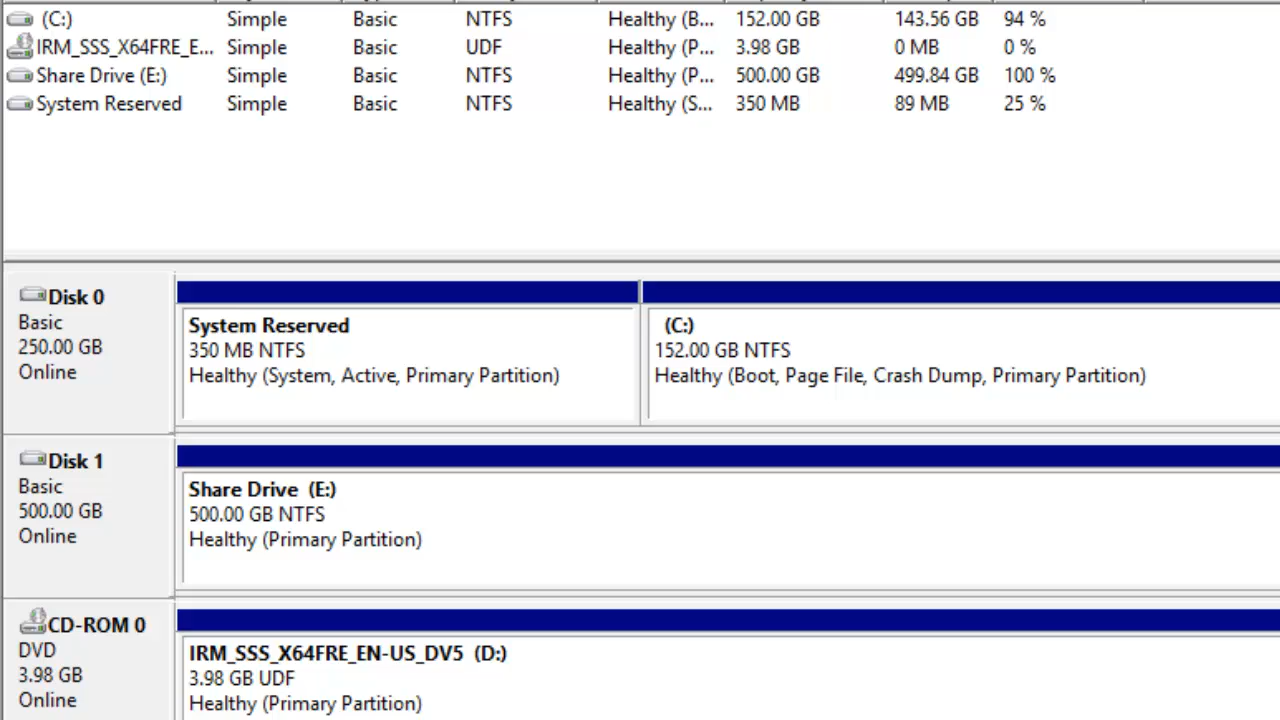 (C:) Simple Basic NTFS Healthy (B... 152.00 GB 143.56 GB 94 %
IRM_SSS_X64FRE_E... Simple Basic UDF Healthy (P... 3.98 GB 0 MB 0 %
Share Drive (E:) Simple Basic NTFS Healthy (P... 500.00 GB 499.84 GB 100 %
System Reserved Simple Basic NTFS Healthy (S... 350 MB 89 MB 25 %
Disk 0
Basic
250.00 GB
Online
System Reserved
350 MB NTFS
Healthy (System, Active, Primary Partition)
(C:)
152.00 GB NTFS
Healthy (Boot, Page File, Crash Dump, Primary Partition)
Disk 1
Basic
500.00 GB
Online
Share Drive (E:)
500.00 GB NTFS
Healthy (Primary Partition)
CD-ROM 0
DVD
3.98 GB
Online
IRM_SSS_X64FRE_EN-US_DV5 (D:)
3.98 GB UDF
Healthy (Primary Partition)